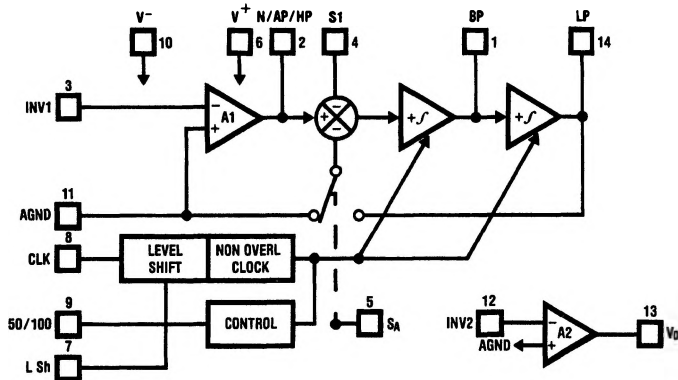 V- V+ N/AP/HP S1 BP LP
10 6 2 4 1 14
3
INV1 - A1 + - - +∫ +∫
+
11
AGND
8
CLK LEVEL SHIFT NON OVERL CLOCK
9
50/100 CONTROL
5
SA
7
L Sh
12
INV2 - A2
AGND +
13
VO